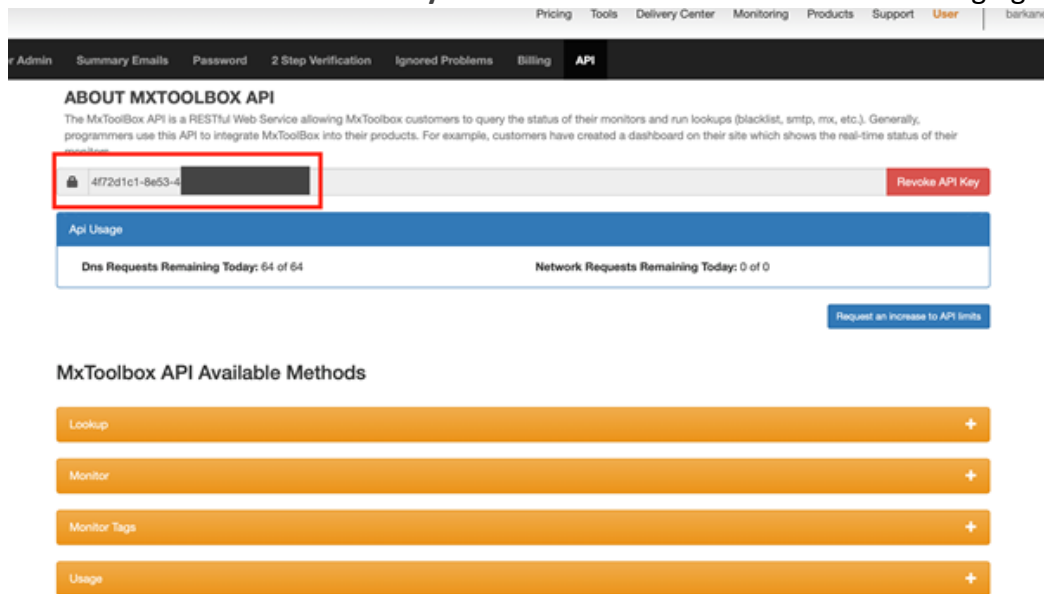 Pricing Tools Delivery Center Monitoring Products Support User
Admin Summary Emails Password 2 Step Verification Ignored Problems Billing API
ABOUT MXTOOLBOX API
The MxToolBox API is a RESTful Web Service allowing MxToolbox customers to query the status of their monitors and run lookups (blacklist, smtp, mx, etc.). Generally,
programmers use this API to integrate MxToolBox into their products. For example, customers have created a dashboard on their site which shows the real-time status of their
monitors.
4f72d1c1-8e53-4
Revoke API Key
Api Usage
Dns Requests Remaining Today: 64 of 64 Network Requests Remaining Today: 0 of 0
Request an increase to API limits
MxToolbox API Available Methods
Lookup
Monitor
Monitor Tags
Usage